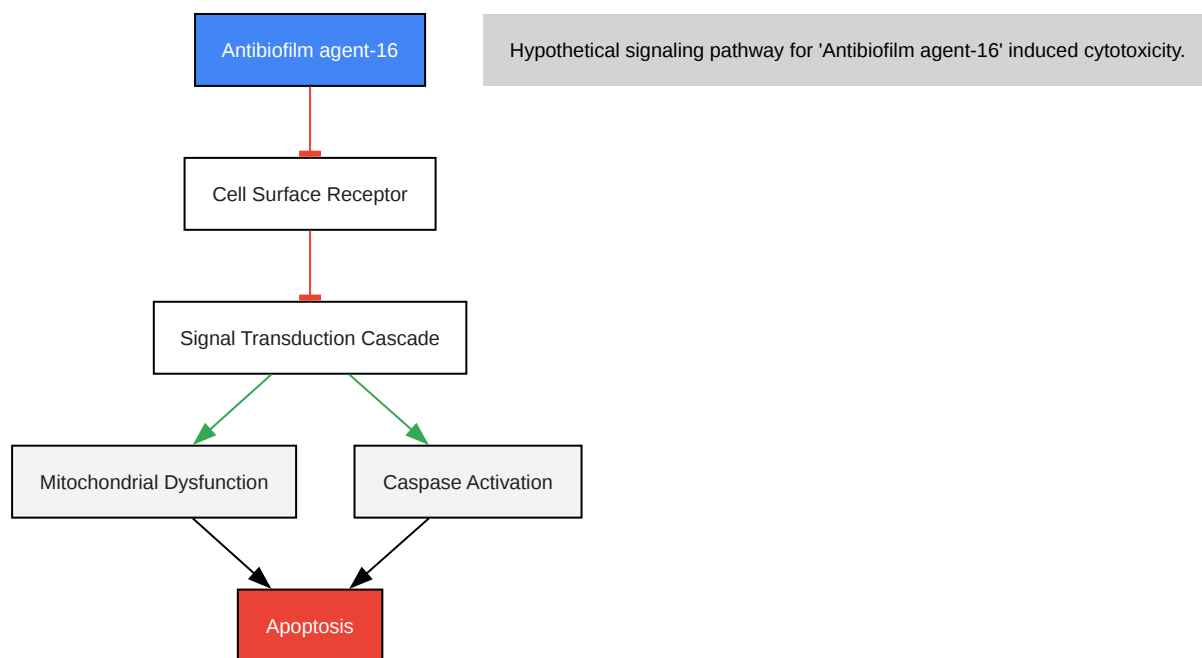 Antibiofilm agent-16
Hypothetical signaling pathway for 'Antibiofilm agent-16' induced cytotoxicity.
Cell Surface Receptor
Signal Transduction Cascade
Mitochondrial Dysfunction
Caspase Activation
Apoptosis